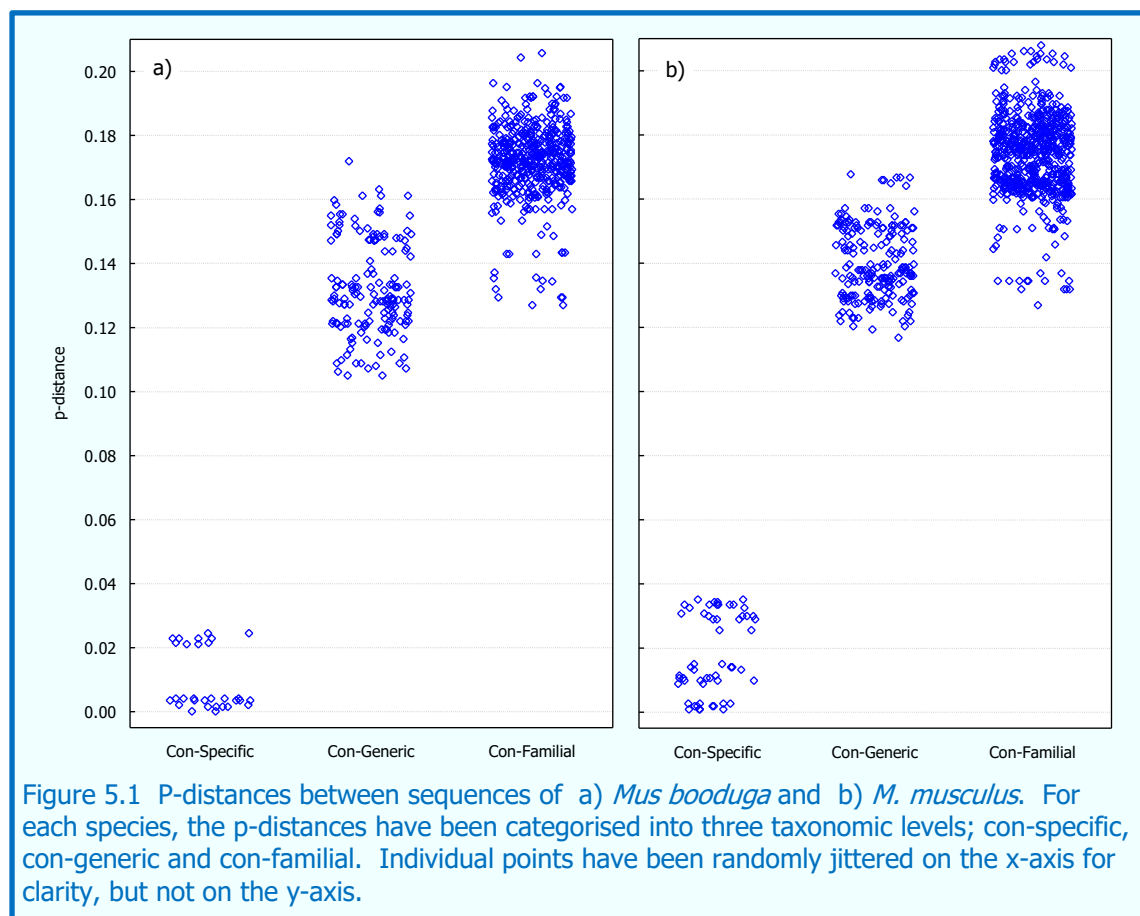 a)
b)
0.20
0.18
0.16
0.14
0.12
0.10
0.08
0.06
0.04
0.02
0.00
p-distance
Con-Specific Con-Generic Con-Familial Con-Specific Con-Generic Con-Familial
Figure 5.1 P-distances between sequences of a) Mus booduga and b) M. musculus. For
each species, the p-distances have been categorised into three taxonomic levels; con-specific,
con-generic and con-familial. Individual points have been randomly jittered on the x-axis for
clarity, but not on the y-axis.